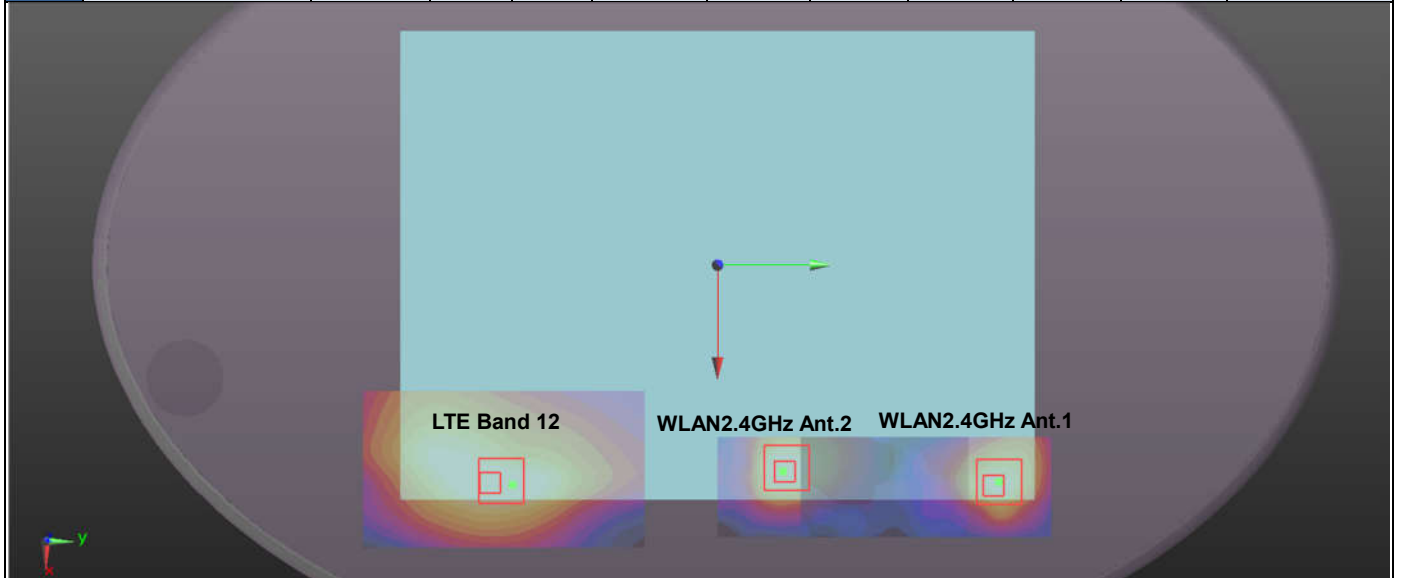 LTE Band 12
WLAN2.4GHz Ant.2
WLAN2.4GHz Ant.1
y
x